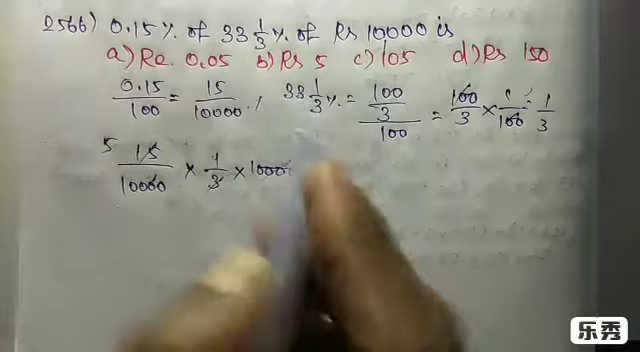 2566) 0.15% of 33 1/3 % of Rs 10000 is
a) Re. 0.05 b) Rs 5 c) 105 d) Rs 150
0.15/100 = 15/10000, 33 1/3 % = (100/3)/100 = 100/3 × 1/100 = 1/3
5 15/10000 × 1/3 × 10000
乐秀